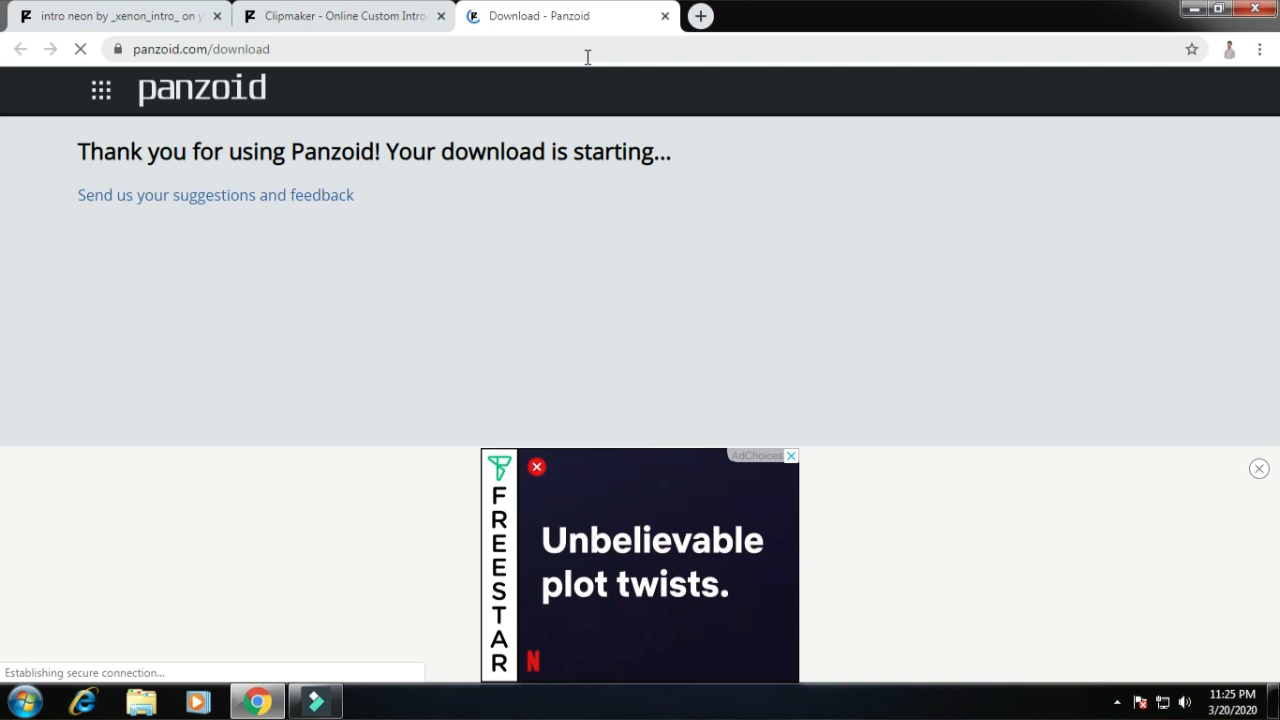 intro neon by _xenon_intro_ on y
Clipmaker - Online Custom Intro
Download - Panzoid
panzoid.com/download
panzoid
Thank you for using Panzoid! Your download is starting...
Send us your suggestions and feedback
AdChoices
FREESTAR
Unbelievable
plot twists.
N
Establishing secure connection...
11:25 PM
3/20/2020